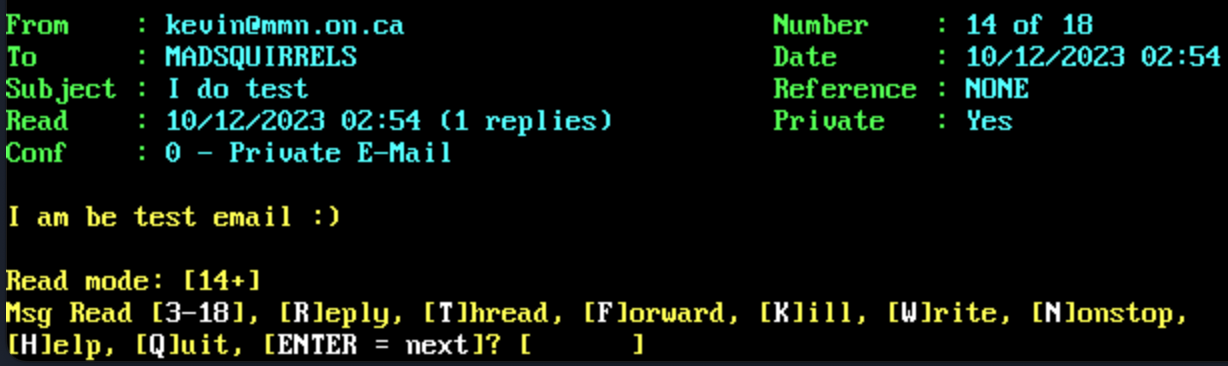 From    : kevin@mmn.on.ca    Number    : 14 of 18
To      : MADSQUIRRELS    Date      : 10/12/2023 02:54
Subject : I do test    Reference : NONE
Read    : 10/12/2023 02:54 (1 replies)    Private   : Yes
Conf    : 0 - Private E-Mail
I am be test email :)
Read mode: [14+]
Msg Read [3-18], [R]eply, [T]hread, [F]orward, [K]ill, [W]rite, [N]onstop,
[H]elp, [Q]uit, [ENTER = next]? [      ]